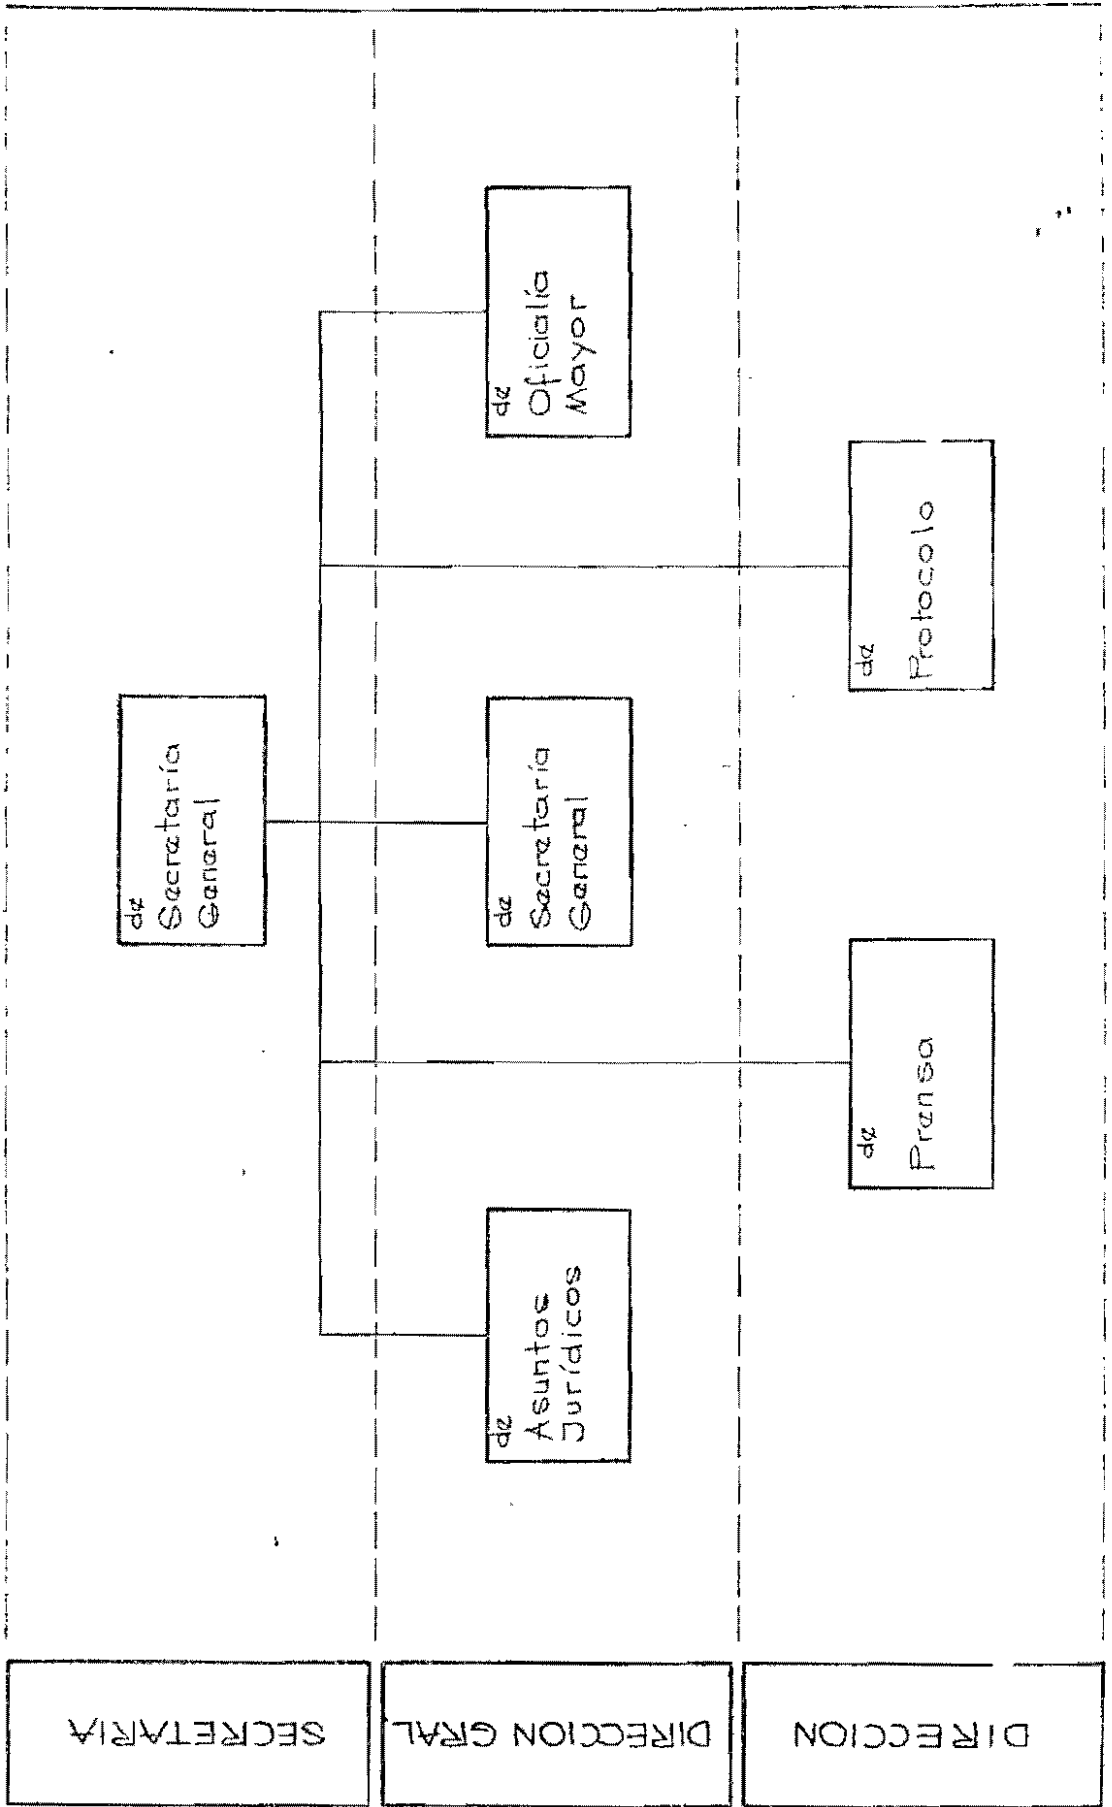 SECRETARIA
de
Secretaría
General
DIRECCION GRAL
de
Asuntos
Jurídicos
de
Secretaría
General
de
Oficialía
Mayor
DIRECCION
de
Prensa
de
Protocolo